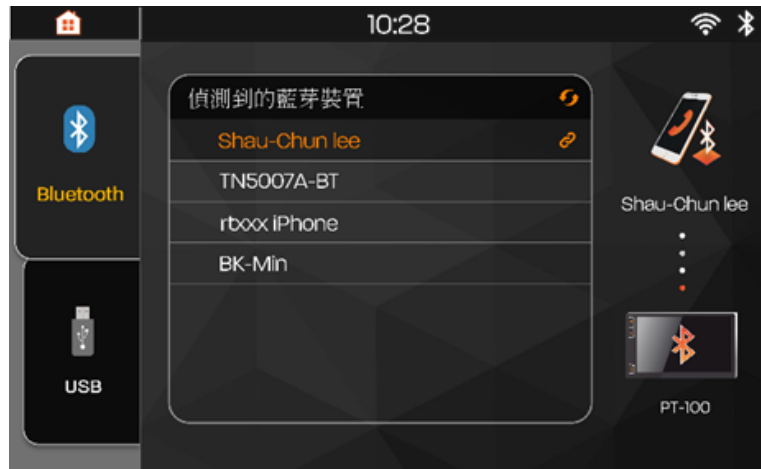 10:28
Bluetooth
USB
偵測到的藍芽裝置
Shau-Chun lee
TN5007A-BT
rtxxx iPhone
BK-Min
Shau-Chun lee
PT-100